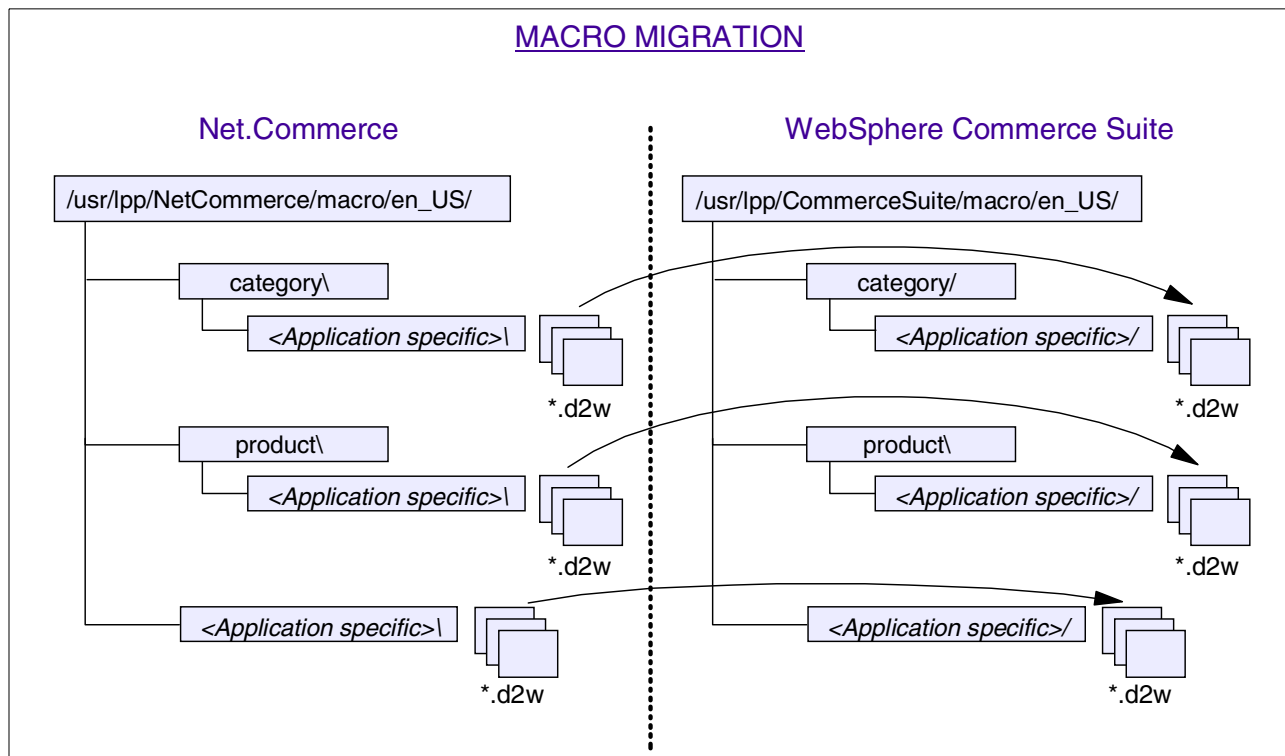 MACRO MIGRATION
Net.Commerce
/usr/lpp/NetCommerce/macro/en_US/
category\
<Application specific>\
*.d2w
product\
<Application specific>\
*.d2w
<Application specific>\
*.d2w
WebSphere Commerce Suite
/usr/lpp/CommerceSuite/macro/en_US/
category/
<Application specific>/
*.d2w
product\
<Application specific>/
*.d2w
<Application specific>/
*.d2w